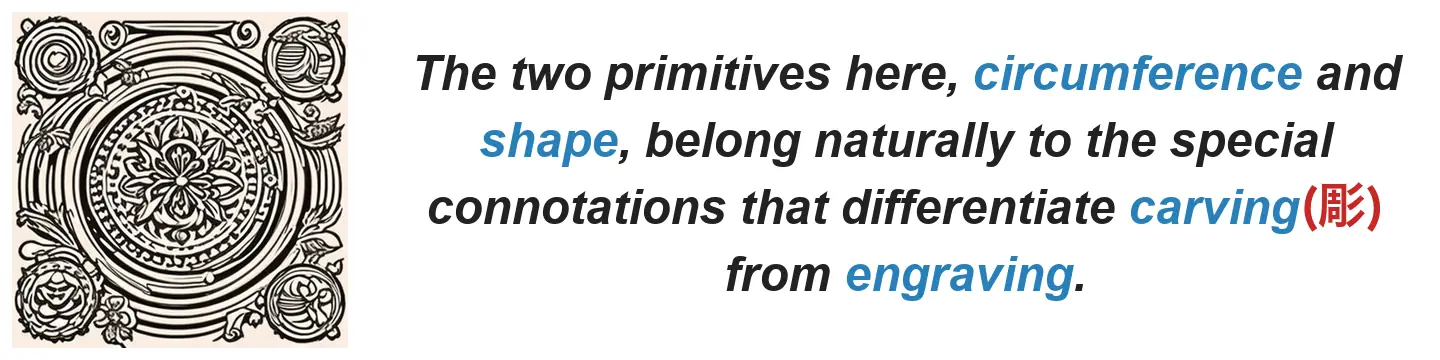 The two primitives here, circumference and
shape, belong naturally to the special
connotations that differentiate carving(彫)
from engraving.